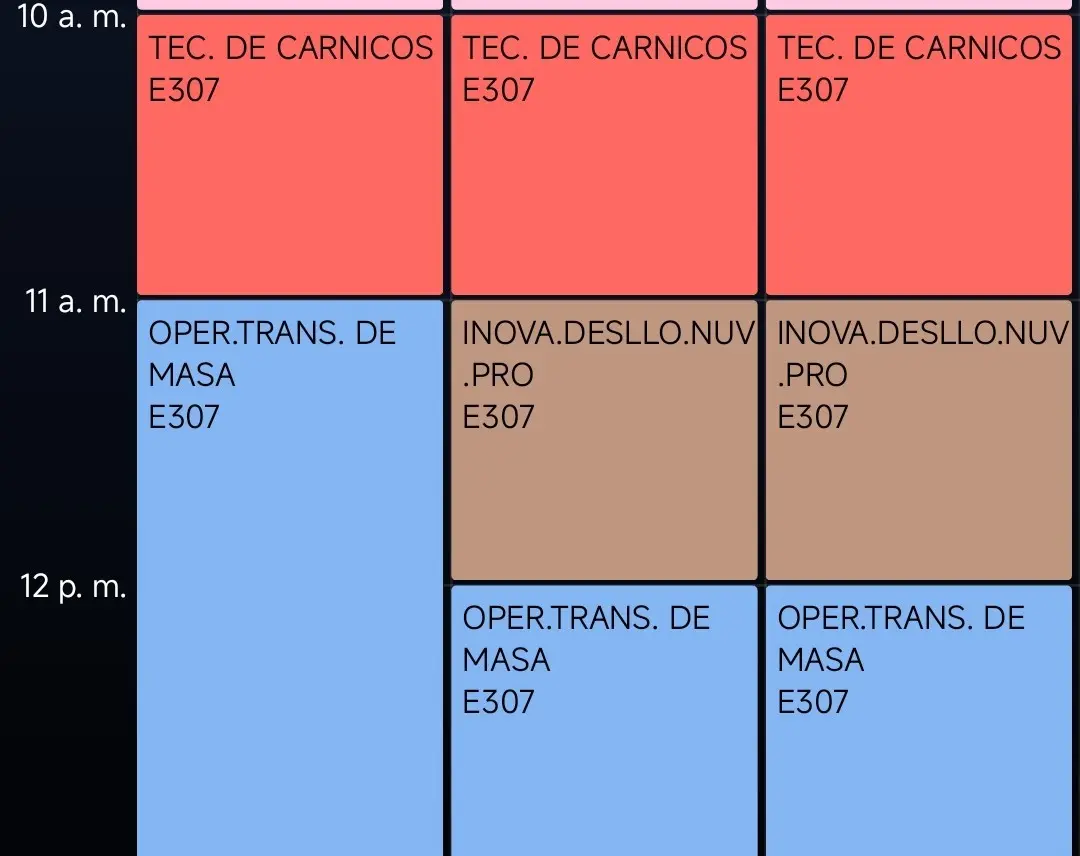 10 a. m.
TEC. DE CARNICOS
E307
TEC. DE CARNICOS
E307
TEC. DE CARNICOS
E307
11 a. m.
OPER.TRANS. DE
MASA
E307
INOVA.DESLLO.NUV
.PRO
E307
INOVA.DESLLO.NUV
.PRO
E307
12 p. m.
OPER.TRANS. DE
MASA
E307
OPER.TRANS. DE
MASA
E307